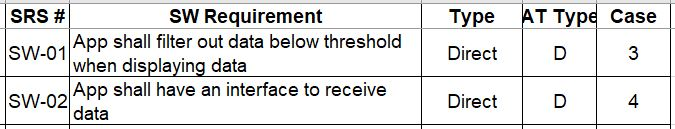 SRS # SW Requirement Type AT Type Case
SW-01 App shall filter out data below threshold when displaying data Direct D 3
SW-02 App shall have an interface to receive data Direct D 4